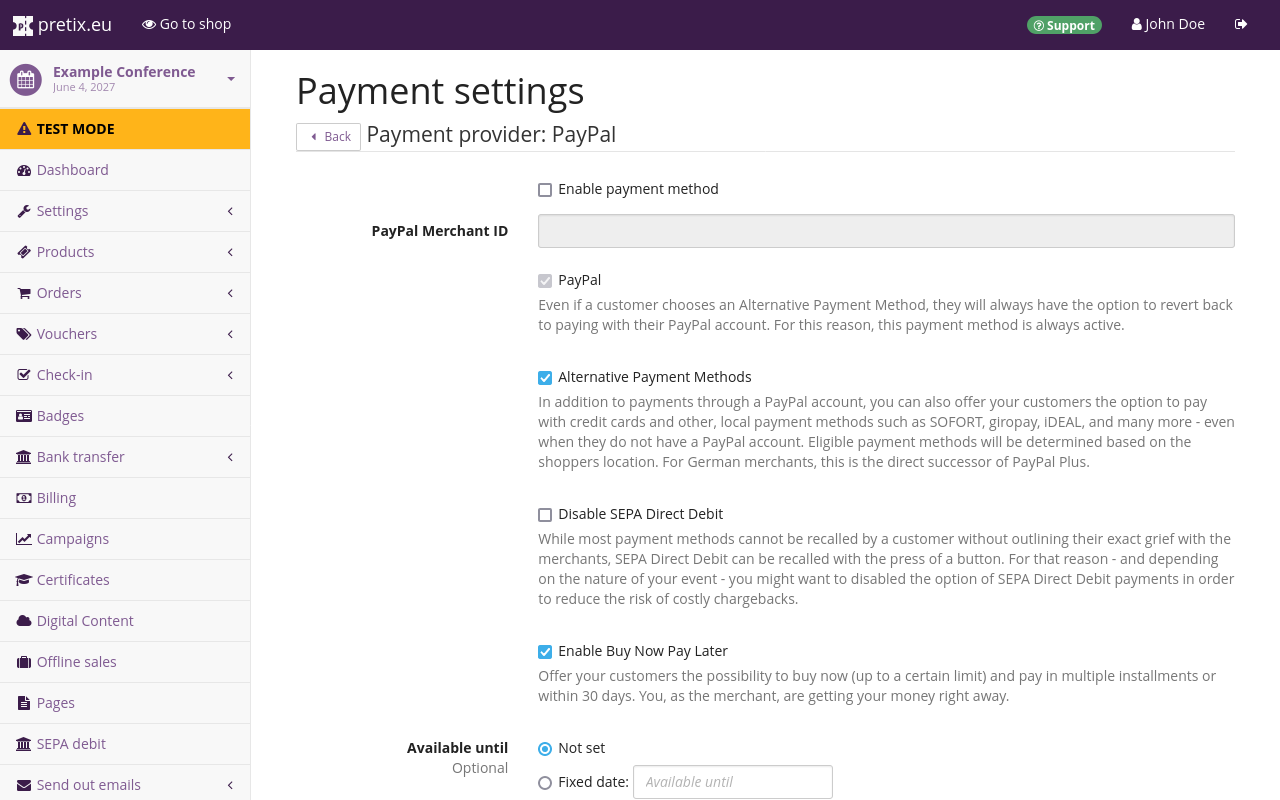 pretix.eu Go to shop Support John Doe
Example Conference
June 4, 2027
TEST MODE
Dashboard
Settings
Products
Orders
Vouchers
Check-in
Badges
Bank transfer
Billing
Campaigns
Certificates
Digital Content
Offline sales
Pages
SEPA debit
Send out emails
Payment settings
Back Payment provider: PayPal
Enable payment method
PayPal Merchant ID
PayPal
Even if a customer chooses an Alternative Payment Method, they will always have the option to revert back
to paying with their PayPal account. For this reason, this payment method is always active.
Alternative Payment Methods
In addition to payments through a PayPal account, you can also offer your customers the option to pay
with credit cards and other, local payment methods such as SOFORT, giropay, iDEAL, and many more - even
when they do not have a PayPal account. Eligible payment methods will be determined based on the
shoppers location. For German merchants, this is the direct successor of PayPal Plus.
Disable SEPA Direct Debit
While most payment methods cannot be recalled by a customer without outlining their exact grief with the
merchants, SEPA Direct Debit can be recalled with the press of a button. For that reason - and depending
on the nature of your event - you might want to disabled the option of SEPA Direct Debit payments in order
to reduce the risk of costly chargebacks.
Enable Buy Now Pay Later
Offer your customers the possibility to buy now (up to a certain limit) and pay in multiple installments or
within 30 days. You, as the merchant, are getting your money right away.
Available until
Optional
Not set
Fixed date: Available until